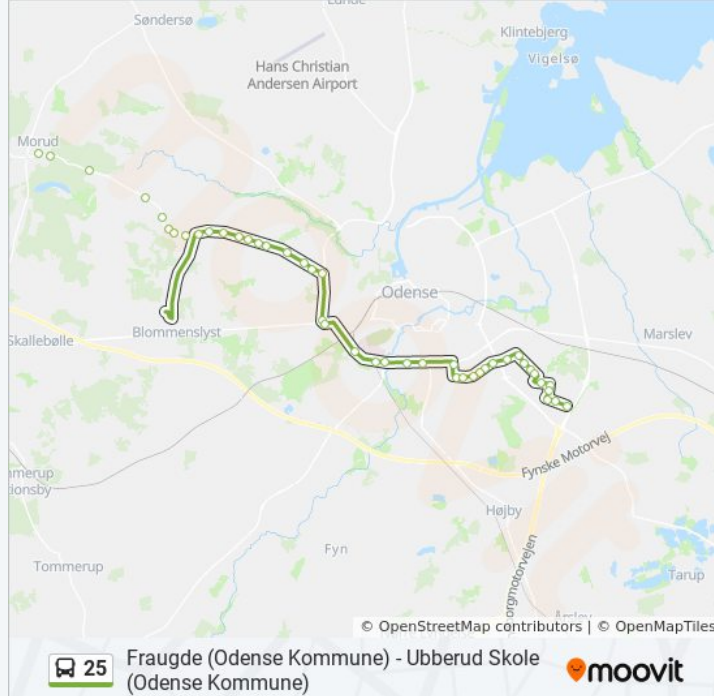 Lunde
Søndersø
Klintebjerg
Vigelsø
Hans Christian
Andersen Airport
Morud
Odense
Marslev
Skallebølle
Blommenslyst
Fynske Motorvej
Højby
Fyn
Tommerup
Tarup
© OpenStreetMap contributors | © OpenMapTiles
25
Fraugde (Odense Kommune) - Ubberud Skole
(Odense Kommune)
moovit